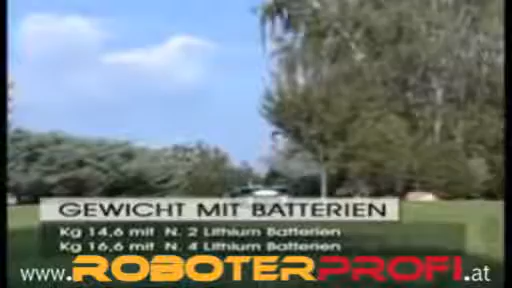 GEWICHT MIT BATTERIEN
Kg 14,6 mit N. 2 Lithium Batterien
Kg 16,6 mit N. 4 Lithium Batterien
www.ROBOTERPROFI.at